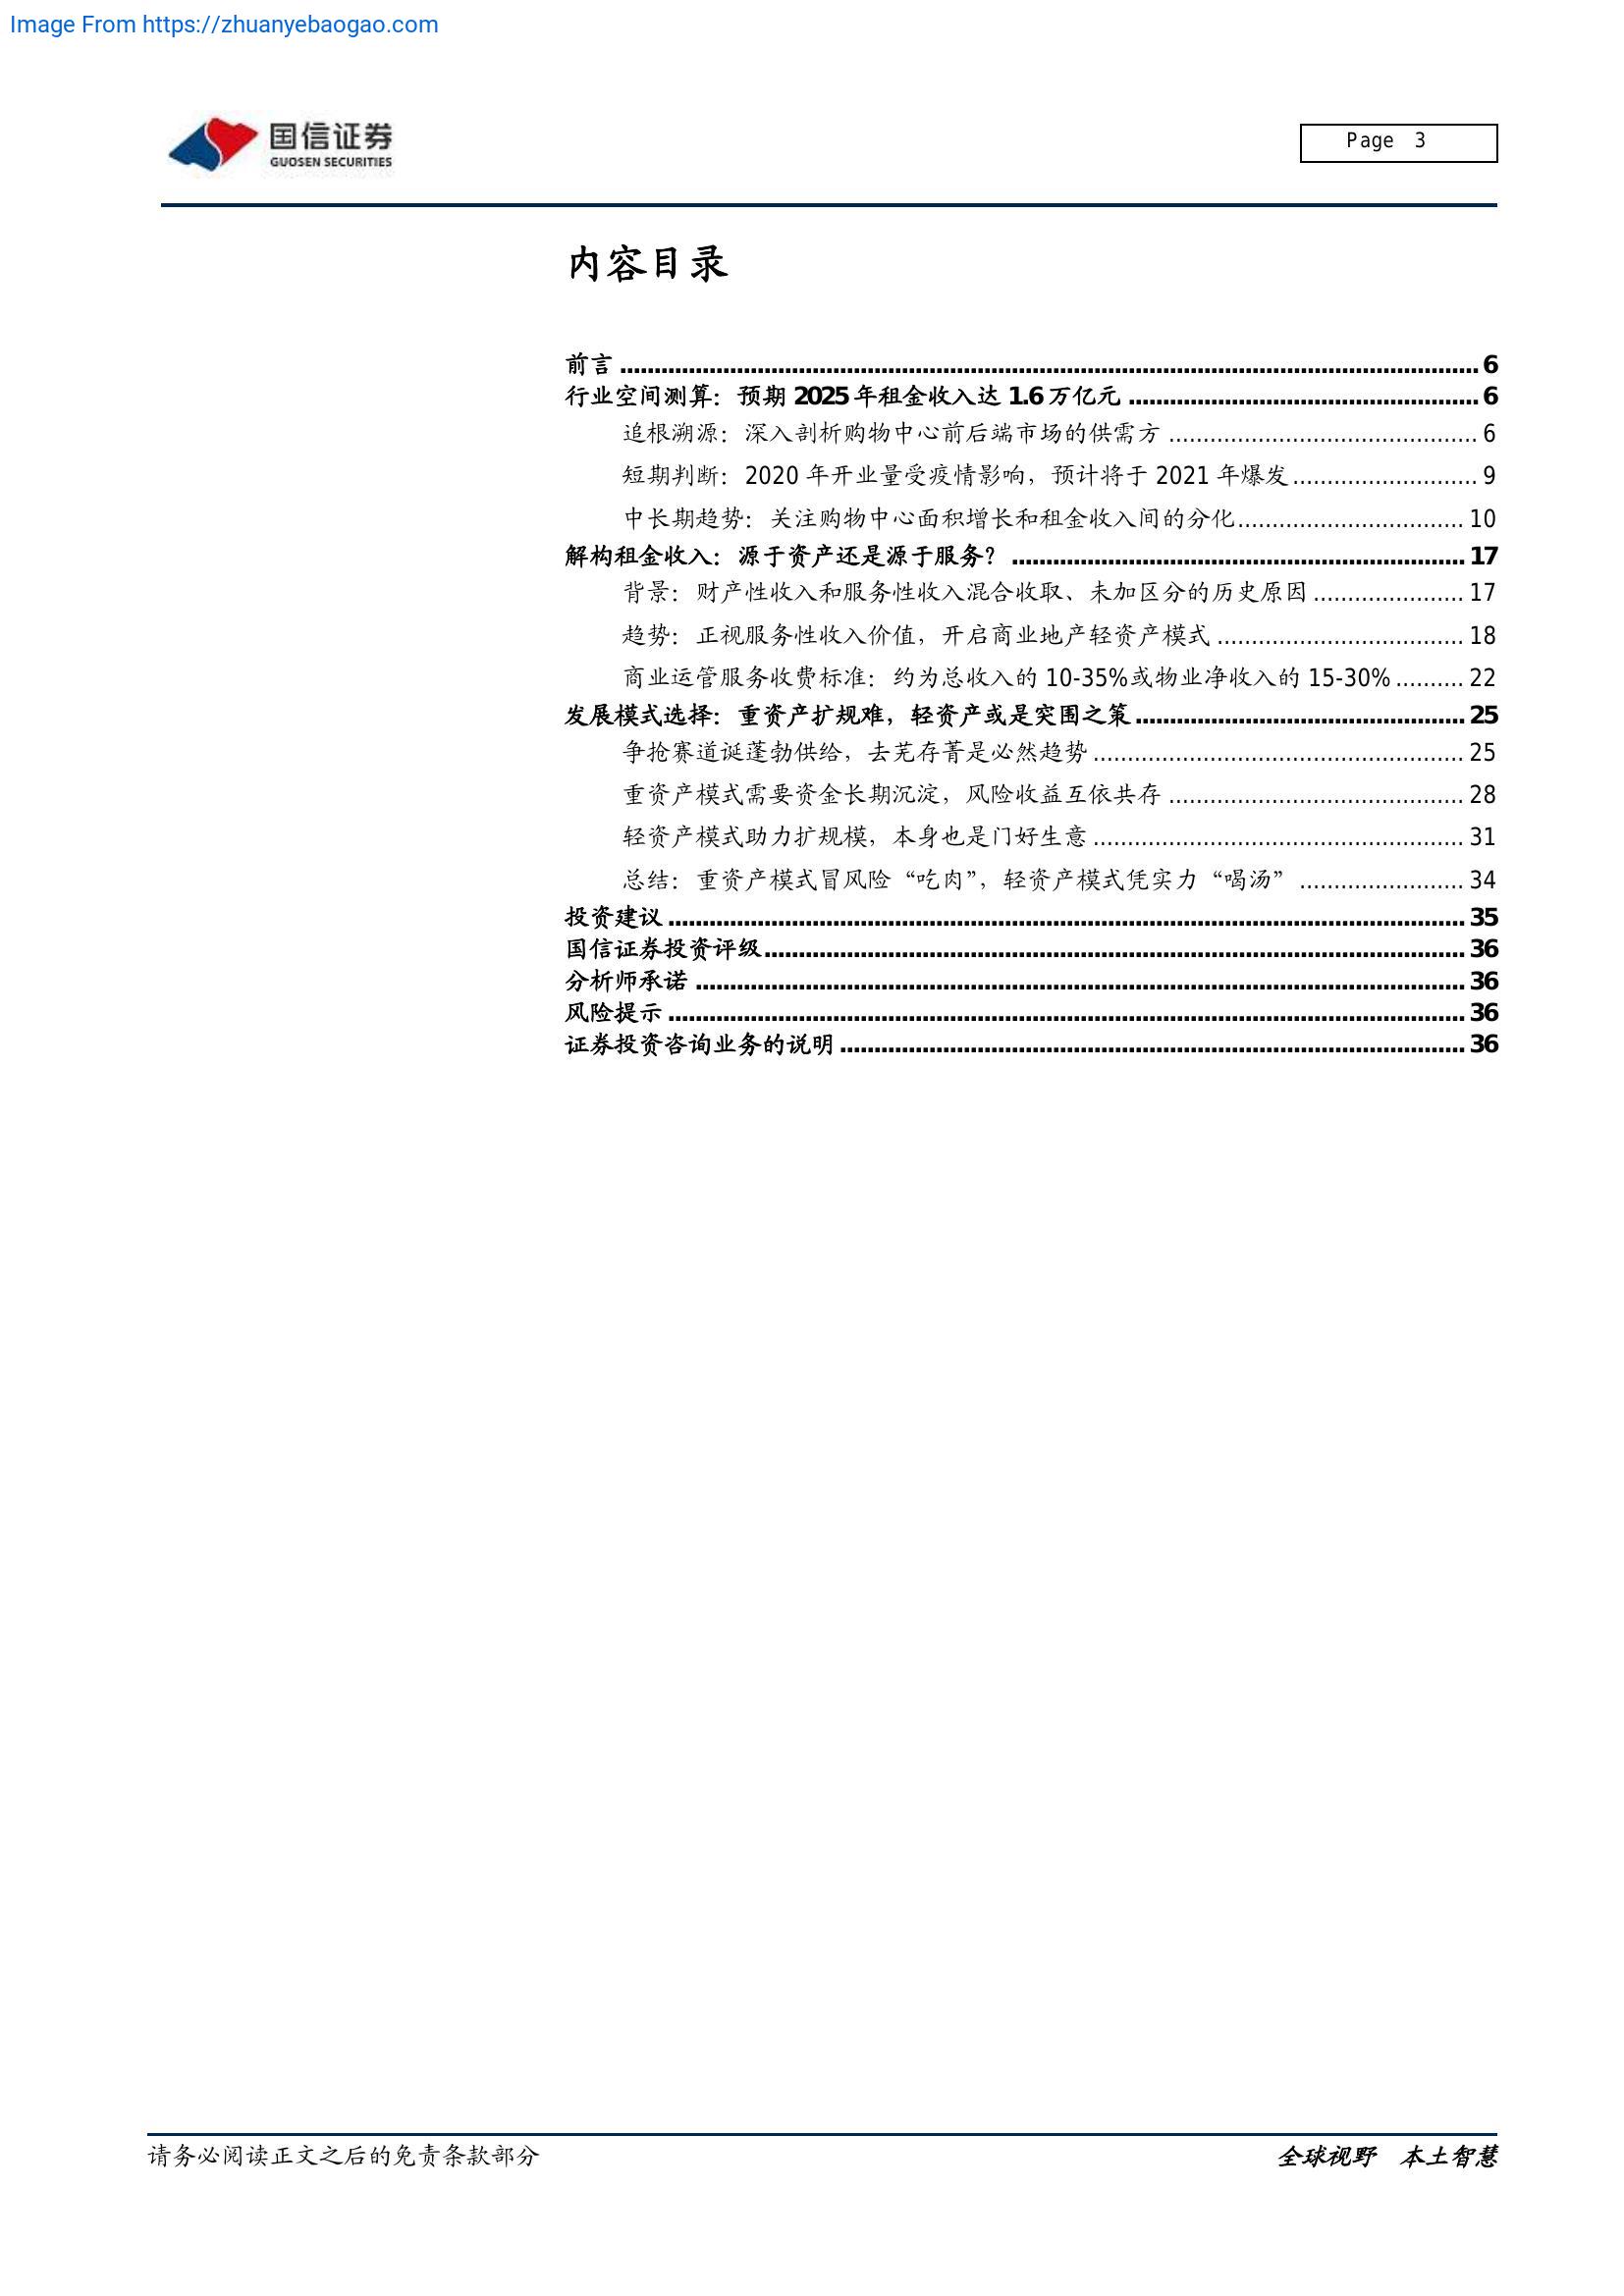 Image From https://zhuanyebaogao.com
国信证券
GUOSEN SECURITIES
Page 3
内容目录
前言 ........ 6
行业空间测算：预期 2025 年租金收入达 1.6 万亿元 ........ 6
追根溯源：深入剖析购物中心前后端市场的供需方 ........ 6
短期判断：2020 年开业量受疫情影响，预计将于 2021 年爆发 ........ 9
中长期趋势：关注购物中心面积增长和租金收入间的分化 ........ 10
解构租金收入：源于资产还是源于服务？ ........ 17
背景：财产性收入和服务性收入混合收取、未加区分的历史原因 ........ 17
趋势：正视服务性收入价值，开启商业地产轻资产模式 ........ 18
商业运管服务收费标准：约为总收入的 10-35%或物业净收入的 15-30% ........ 22
发展模式选择：重资产扩规难，轻资产或是突围之策 ........ 25
争抢赛道诞蓬勃供给，去芜存菁是必然趋势 ........ 25
重资产模式需要资金长期沉淀，风险收益互依共存 ........ 28
轻资产模式助力扩规模，本身也是门好生意 ........ 31
总结：重资产模式冒风险“吃肉”，轻资产模式凭实力“喝汤” ........ 34
投资建议 ........ 35
国信证券投资评级 ........ 36
分析师承诺 ........ 36
风险提示 ........ 36
证券投资咨询业务的说明 ........ 36
请务必阅读正文之后的免责条款部分
全球视野 本土智慧